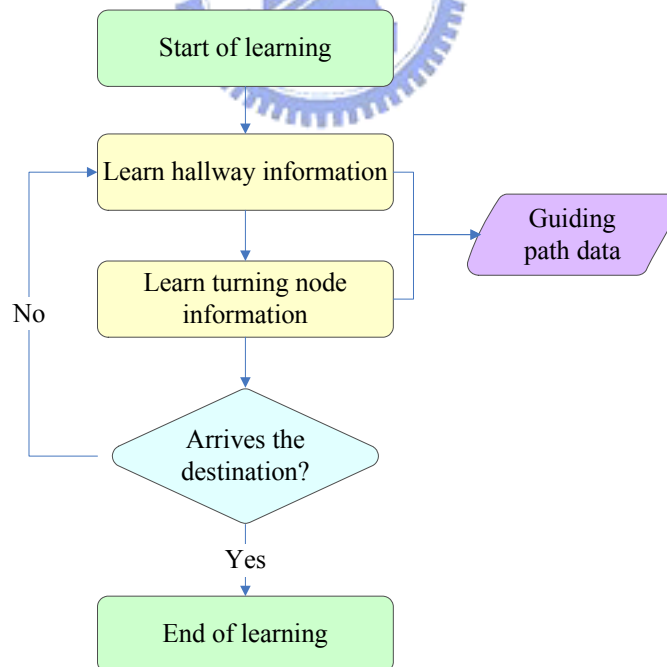 Start of learning
Learn hallway information
Guiding
path data
Learn turning node
information
No
Arrives the
destination?
Yes
End of learning